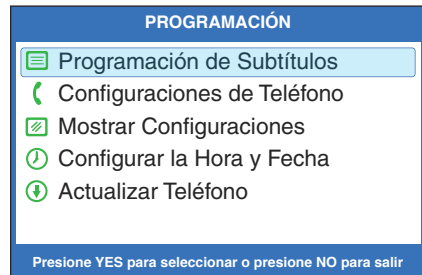 PROGRAMACIÓN
Programación de Subtítulos
Configuraciones de Teléfono
Mostrar Configuraciones
Configurar la Hora y Fecha
Actualizar Teléfono
Presione YES para seleccionar o presione NO para salir